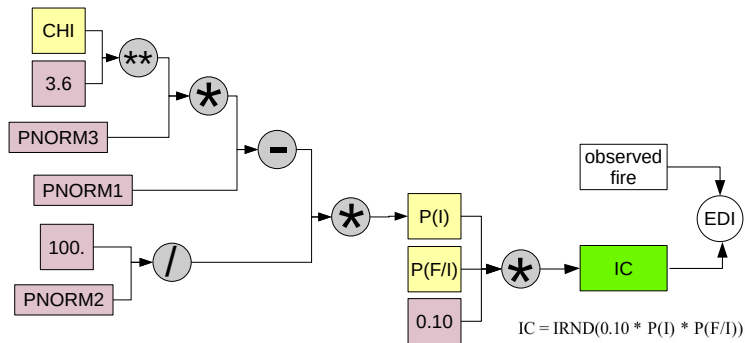 CHI
3.6
**
*
PNORM3
-
PNORM1
100.
/
PNORM2
*
P(I)
P(F/I)
0.10
*
IC
observed
fire
EDI
IC = IRND(0.10 * P(I) * P(F/I))